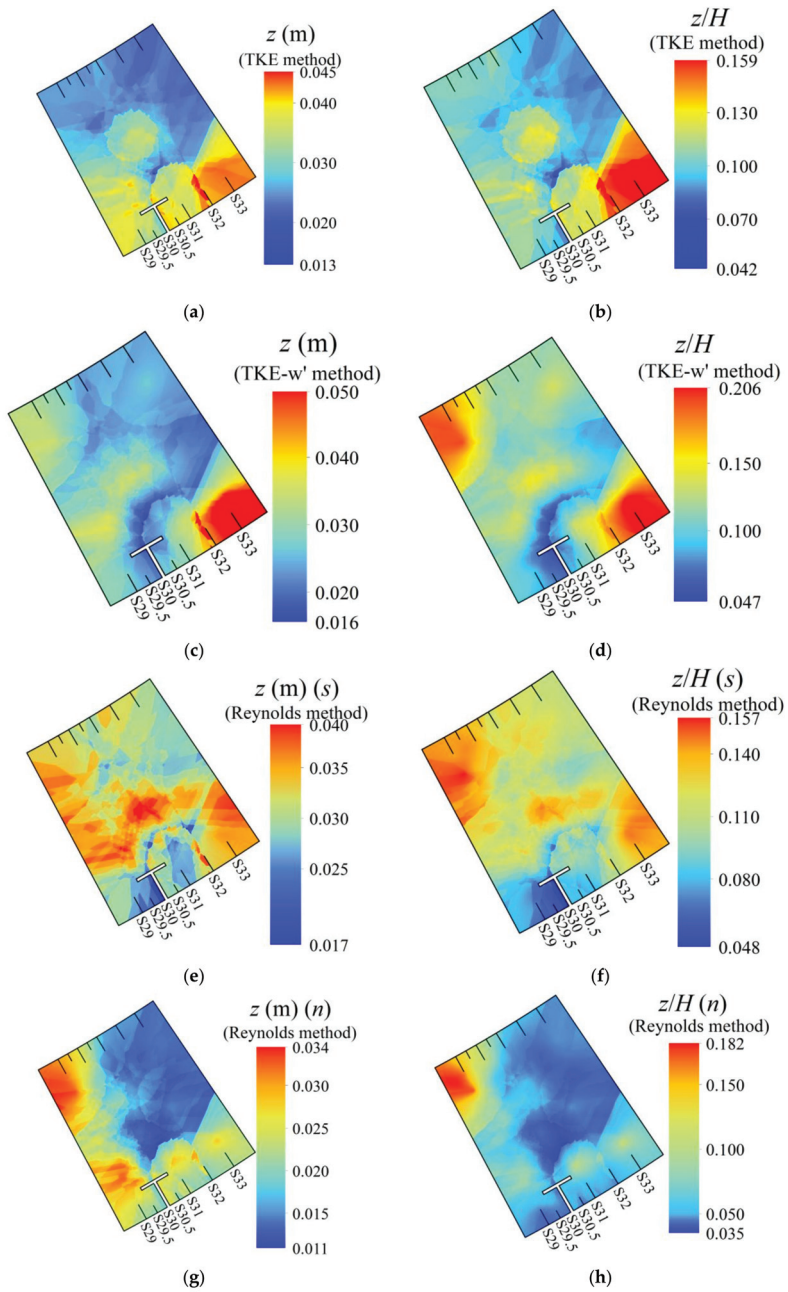 z (m)
(TKE method)
0.045
0.040
0.030
0.020
0.013
S29
S29.5
S30
S30.5
S31
S32
S33
(a)
z/H
(TKE method)
0.159
0.130
0.100
0.070
0.042
S29
S29.5
S30
S30.5
S31
S32
S33
(b)
z (m)
(TKE-w' method)
0.050
0.040
0.030
0.020
0.016
S29
S29.5
S30
S30.5
S31
S32
S33
(c)
z/H
(TKE-w' method)
0.206
0.150
0.100
0.047
S29
S29.5
S30
S30.5
S31
S32
S33
(d)
z (m) (s)
(Reynolds method)
0.040
0.035
0.030
0.025
0.017
S29
S29.5
S30
S30.5
S31
S32
S33
(e)
z/H (s)
(Reynolds method)
0.157
0.140
0.110
0.080
0.048
S29
S29.5
S30
S30.5
S31
S32
S33
(f)
z (m) (n)
(Reynolds method)
0.034
0.030
0.025
0.020
0.015
0.011
S29
S29.5
S30
S30.5
S31
S32
S33
(g)
z/H (n)
(Reynolds method)
0.182
0.150
0.100
0.050
0.035
S29
S29.5
S30
S30.5
S31
S32
S33
(h)